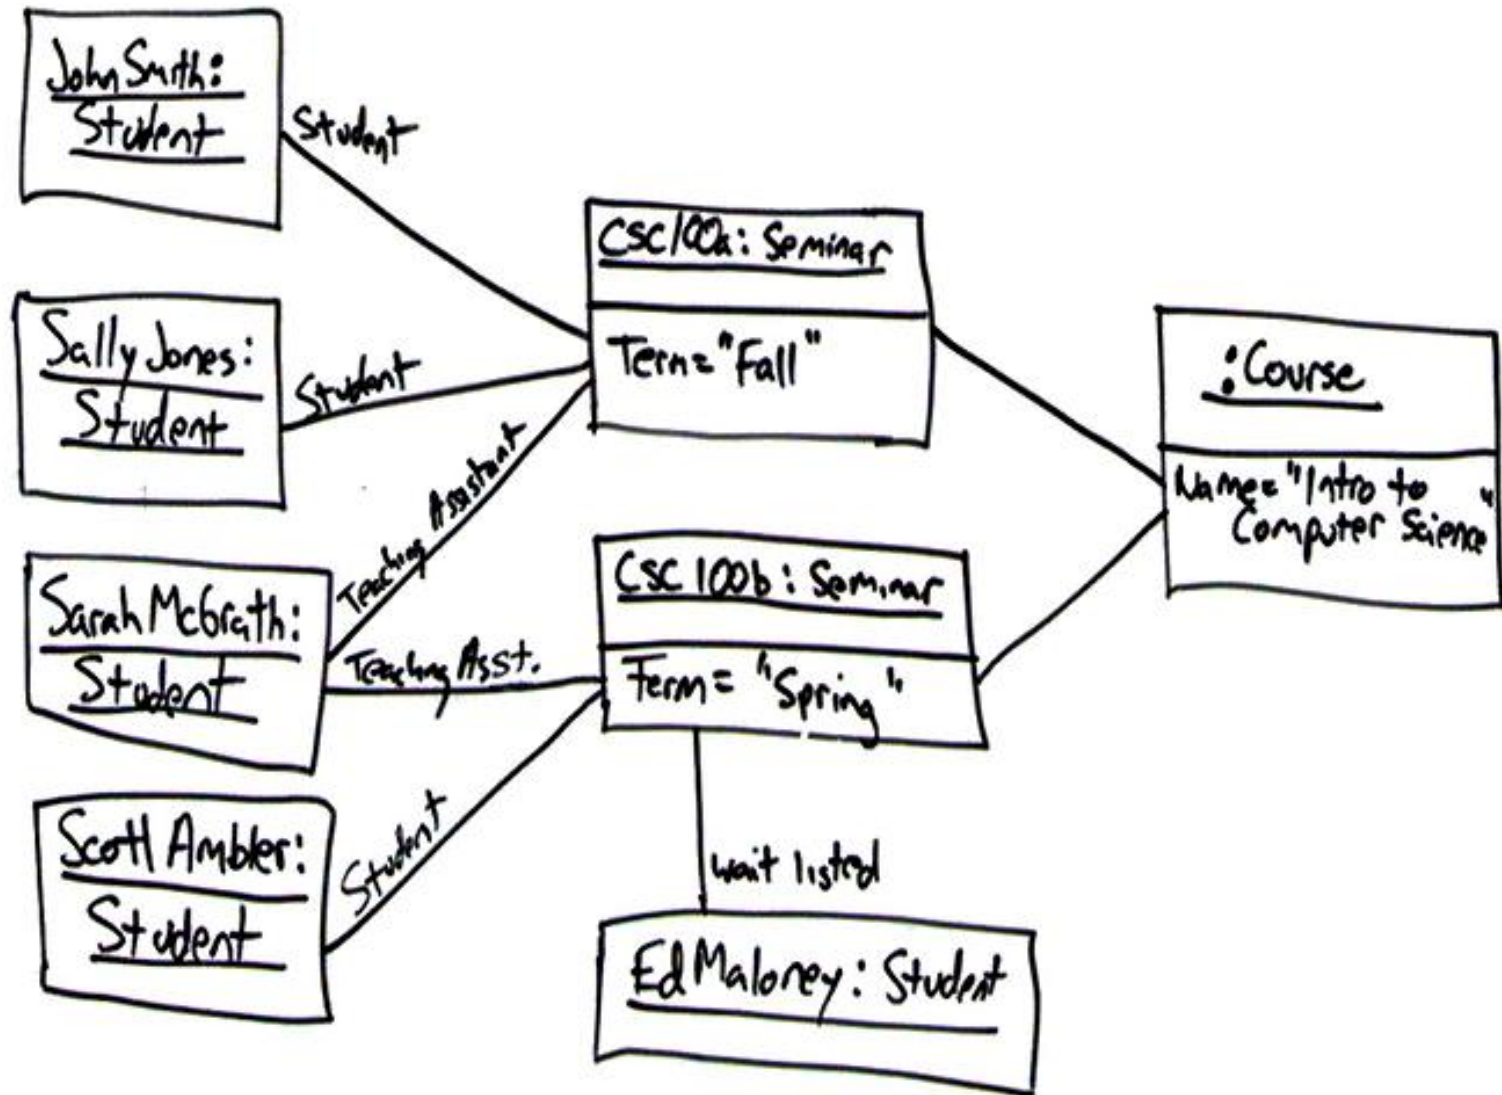 John Smith:
Student
Student
Sally Jones:
Student
Student
Sarah McGrath:
Student
Teaching Assistant
Teaching Asst.
Scott Ambler:
Student
Student
CSC100a: Seminar
Term="Fall"
CSC100b: Seminar
Term= "Spring"
wait listed
Ed Maloney: Student
:Course
Name="Intro to
Computer Science"